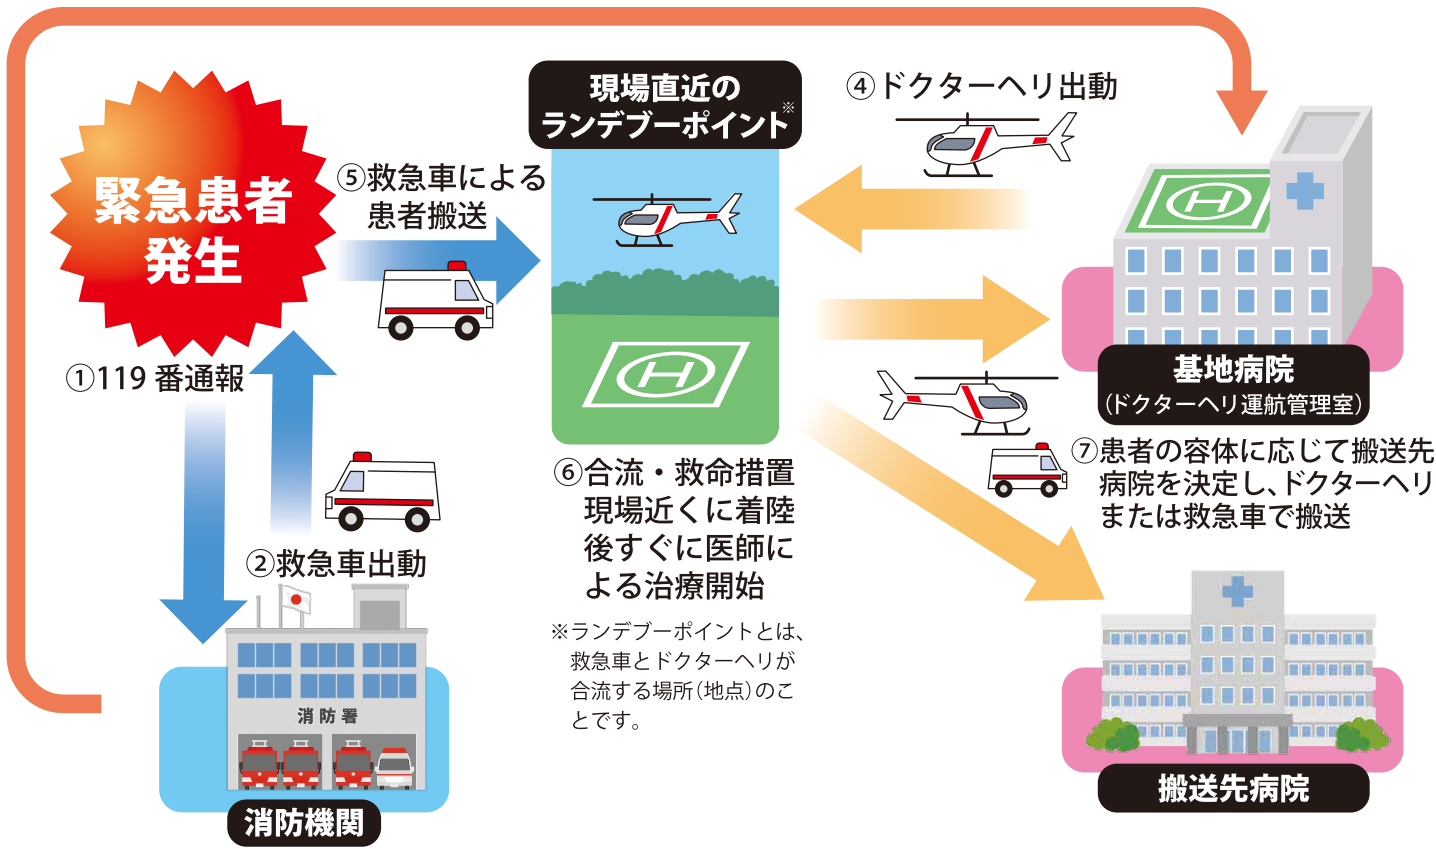 緊急患者
発生
①119番通報
②救急車出動
消防署
消防機関
④ドクターヘリ出動
⑤救急車による
患者搬送
現場直近の
ランデブーポイント※
⑥合流・救命措置
現場近くに着陸
後すぐに医師に
よる治療開始
※ランデブーポイントとは、
救急車とドクターヘリが
合流する場所（地点）のこ
とです。
H
H
基地病院
（ドクターヘリ運航管理室）
⑦患者の容体に応じて搬送先
病院を決定し、ドクターヘリ
または救急車で搬送
搬送先病院